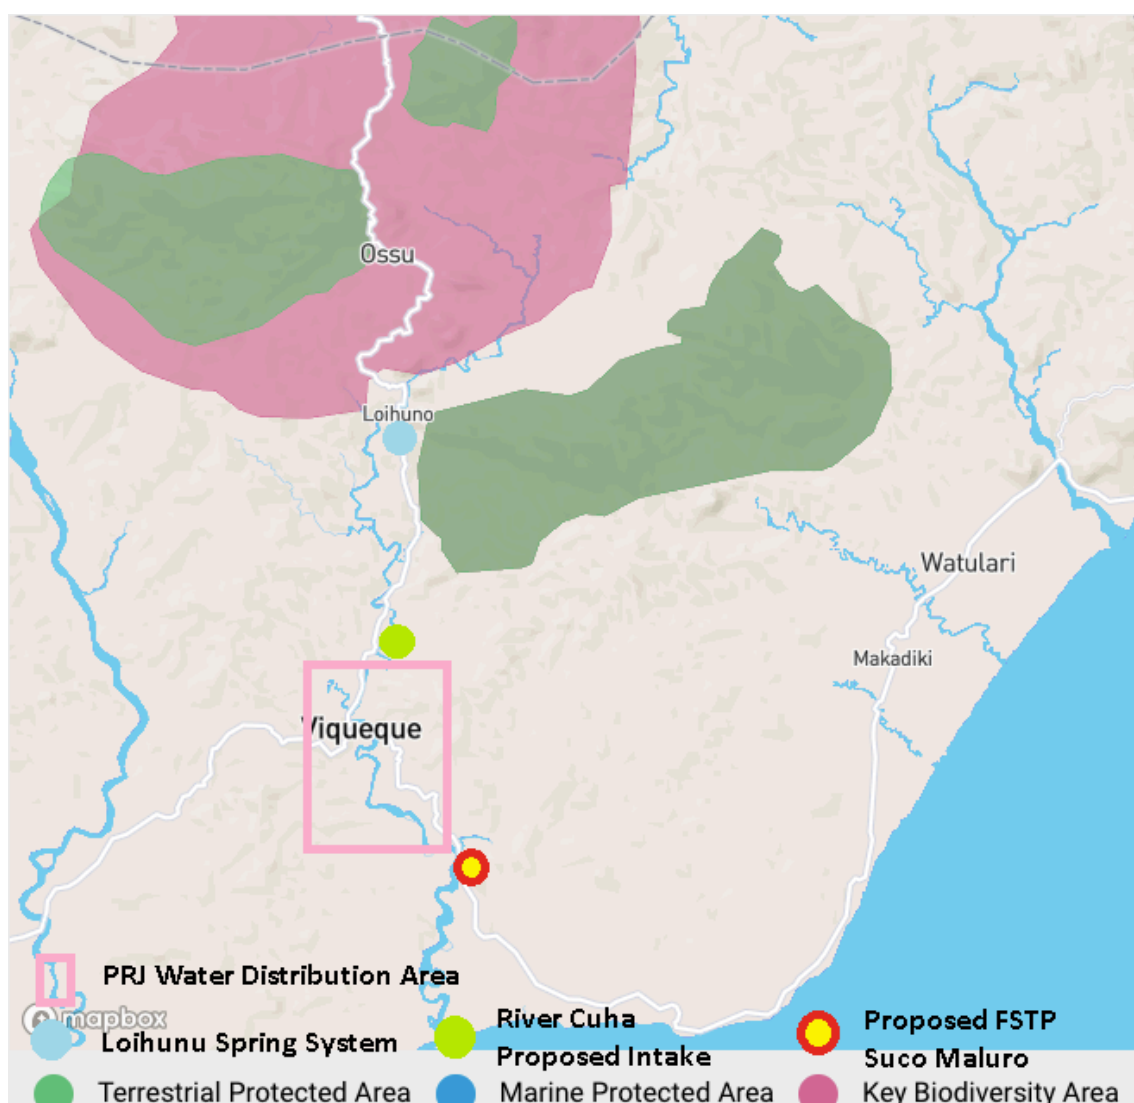 Ossu
Loihuno
Watulari
Makadiki
Viqueque
PRJ Water Distribution Area
mapbox
Loihunu Spring System
River Cuha
Proposed Intake
Proposed FSTP
Suco Maluro
Terrestrial Protected Area
Marine Protected Area
Key Biodiversity Area